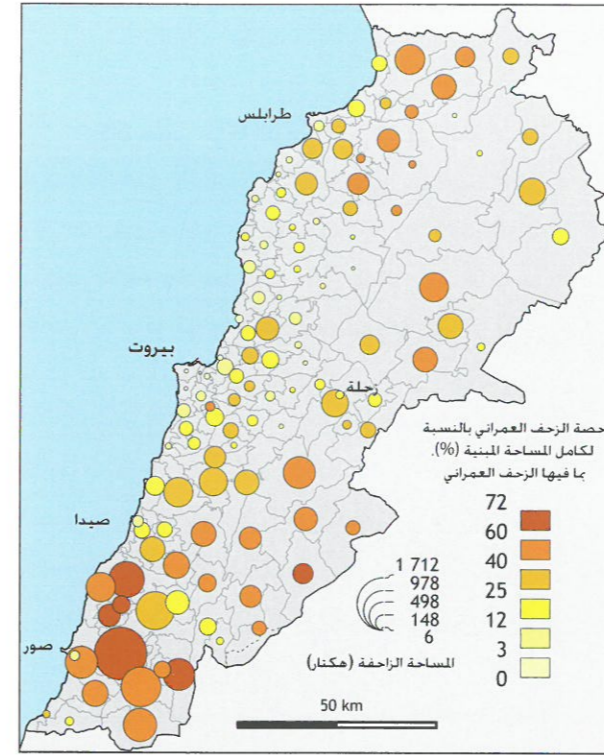 طرابلس
بيروت
زحلة
صيدا
صور
حصة الزحف العمراني بالنسبة
لكامل المساحة المبنية (%).
بما فيها الزحف العمراني
72
60
40
25
12
3
0
1 712
978
498
148
6
المساحة الزاحفة (هكتار)
50 km